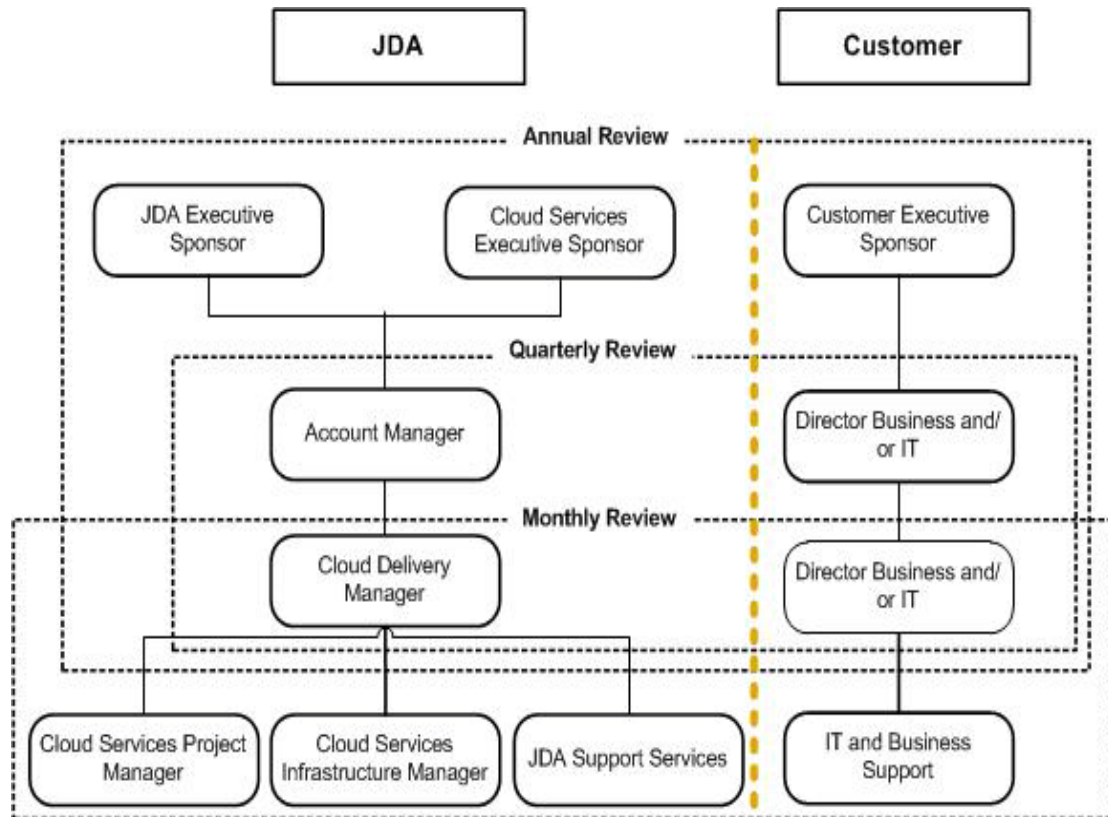 JDA
Customer
Annual Review
JDA Executive
Sponsor
Cloud Services
Executive Sponsor
Customer Executive
Sponsor
Quarterly Review
Account Manager
Director Business and/
or IT
Monthly Review
Cloud Delivery
Manager
Director Business and/
or IT
Cloud Services Project
Manager
Cloud Services
Infrastructure Manager
JDA Support Services
IT and Business
Support